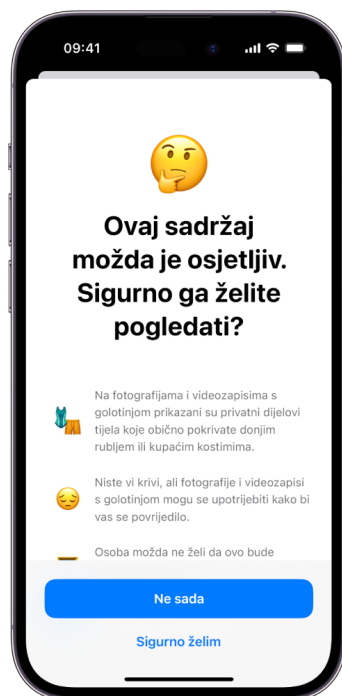 09:41
Ovaj sadržaj
možda je osjetljiv.
Sigurno ga želite
pogledati?
Na fotografijama i videozapisima s
golotinjom prikazani su privatni dijelovi
tijela koje obično pokrivate donjim
rubljem ili kupaćim kostimima.
Niste vi krivi, ali fotografije i videozapisi
s golotinjom mogu se upotrijebiti kako bi
vas se povrijedilo.
Osoba možda ne želi da ovo bude
Ne sada
Sigurno želim